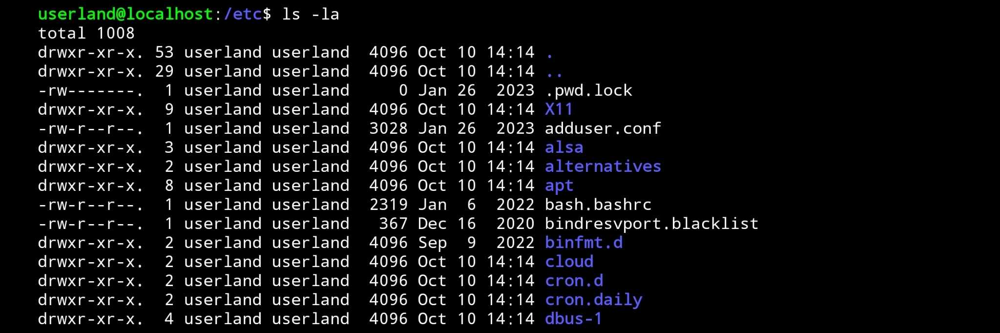 userland@localhost:/etc$ ls -la
total 1008
drwxr-xr-x. 53 userland userland  4096 Oct 10 14:14 .
drwxr-xr-x. 29 userland userland  4096 Oct 10 14:14 ..
-rw-------.  1 userland userland     0 Jan 26  2023 .pwd.lock
drwxr-xr-x.  9 userland userland  4096 Oct 10 14:14 X11
-rw-r--r--.  1 userland userland  3028 Jan 26  2023 adduser.conf
drwxr-xr-x.  3 userland userland  4096 Oct 10 14:14 alsa
drwxr-xr-x.  2 userland userland  4096 Oct 10 14:14 alternatives
drwxr-xr-x.  8 userland userland  4096 Oct 10 14:14 apt
-rw-r--r--.  1 userland userland  2319 Jan  6  2022 bash.bashrc
-rw-r--r--.  1 userland userland   367 Dec 16  2020 bindresvport.blacklist
drwxr-xr-x.  2 userland userland  4096 Sep  9  2022 binfmt.d
drwxr-xr-x.  2 userland userland  4096 Oct 10 14:14 cloud
drwxr-xr-x.  2 userland userland  4096 Oct 10 14:14 cron.d
drwxr-xr-x.  2 userland userland  4096 Oct 10 14:14 cron.daily
drwxr-xr-x.  4 userland userland  4096 Oct 10 14:14 dbus-1